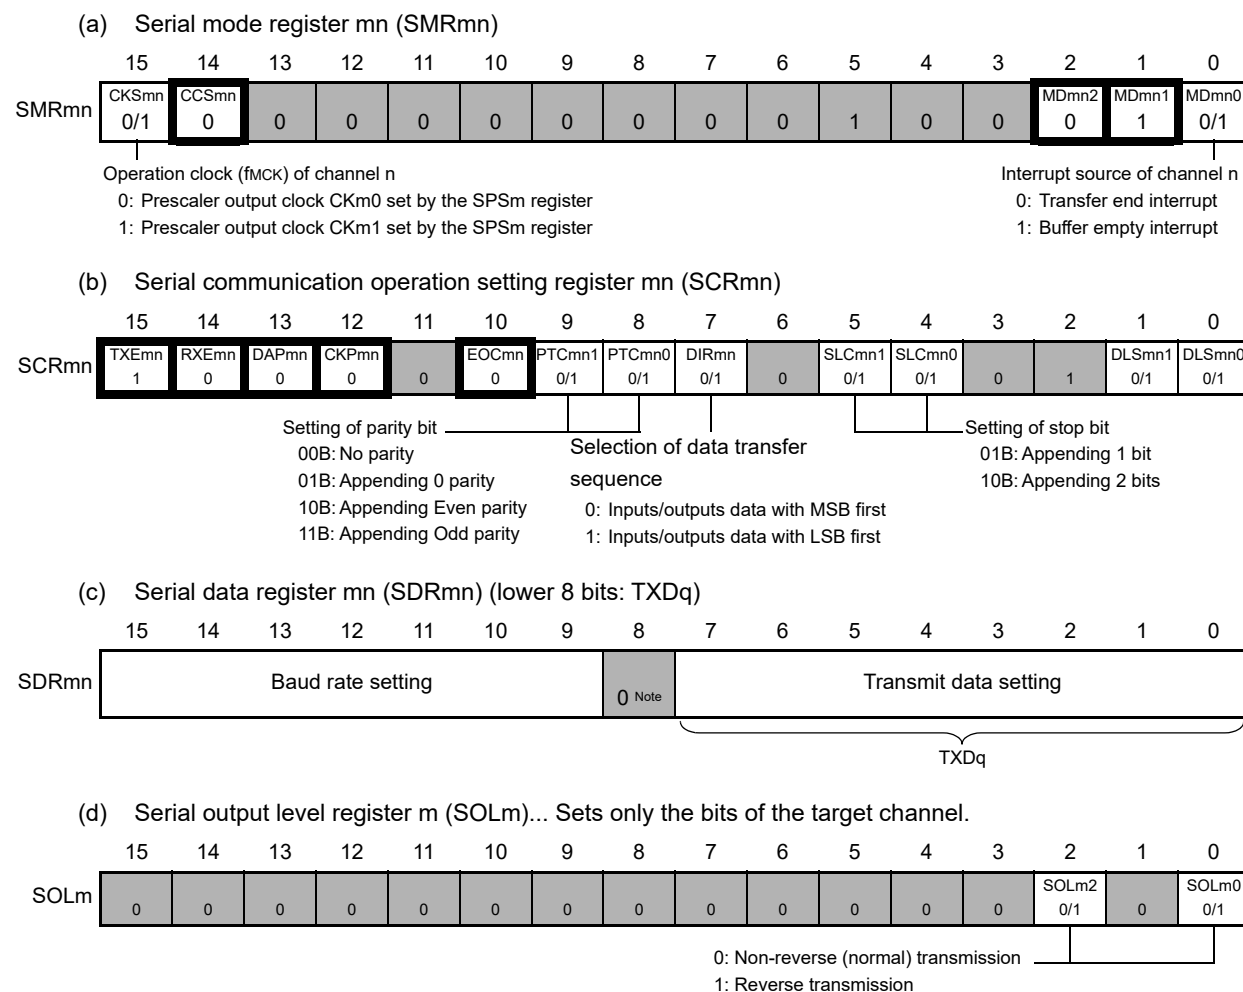 (a) Serial mode register mn (SMRmn)
15 14 13 12 11 10 9 8 7 6 5 4 3 2 1 0
CKSmn CCSmn MDmn2 MDmn1 MDmn0
SMRmn 0/1 0 0 0 0 0 0 0 0 0 1 0 0 0 1 0/1
Operation clock (fMCK) of channel n
0: Prescaler output clock CKm0 set by the SPSm register
1: Prescaler output clock CKm1 set by the SPSm register
Interrupt source of channel n
0: Transfer end interrupt
1: Buffer empty interrupt
(b) Serial communication operation setting register mn (SCRmn)
15 14 13 12 11 10 9 8 7 6 5 4 3 2 1 0
TXEmn RXEmn DAPmn CKPmn EOCmn PTCmn1 PTCmn0 DIRmn SLCmn1 SLCmn0 DLSmn1 DLSmn0
SCRmn 1 0 0 0 0 0 0/1 0/1 0/1 0 0/1 0/1 0 1 0/1 0/1
Setting of parity bit
00B: No parity
01B: Appending 0 parity
10B: Appending Even parity
11B: Appending Odd parity
Selection of data transfer
sequence
0: Inputs/outputs data with MSB first
1: Inputs/outputs data with LSB first
Setting of stop bit
01B: Appending 1 bit
10B: Appending 2 bits
(c) Serial data register mn (SDRmn) (lower 8 bits: TXDq)
15 14 13 12 11 10 9 8 7 6 5 4 3 2 1 0
SDRmn Baud rate setting 0 Note Transmit data setting
TXDq
(d) Serial output level register m (SOLm)... Sets only the bits of the target channel.
15 14 13 12 11 10 9 8 7 6 5 4 3 2 1 0
SOLm2 SOLm0
SOLm 0 0 0 0 0 0 0 0 0 0 0 0 0 0/1 0 0/1
0: Non-reverse (normal) transmission
1: Reverse transmission